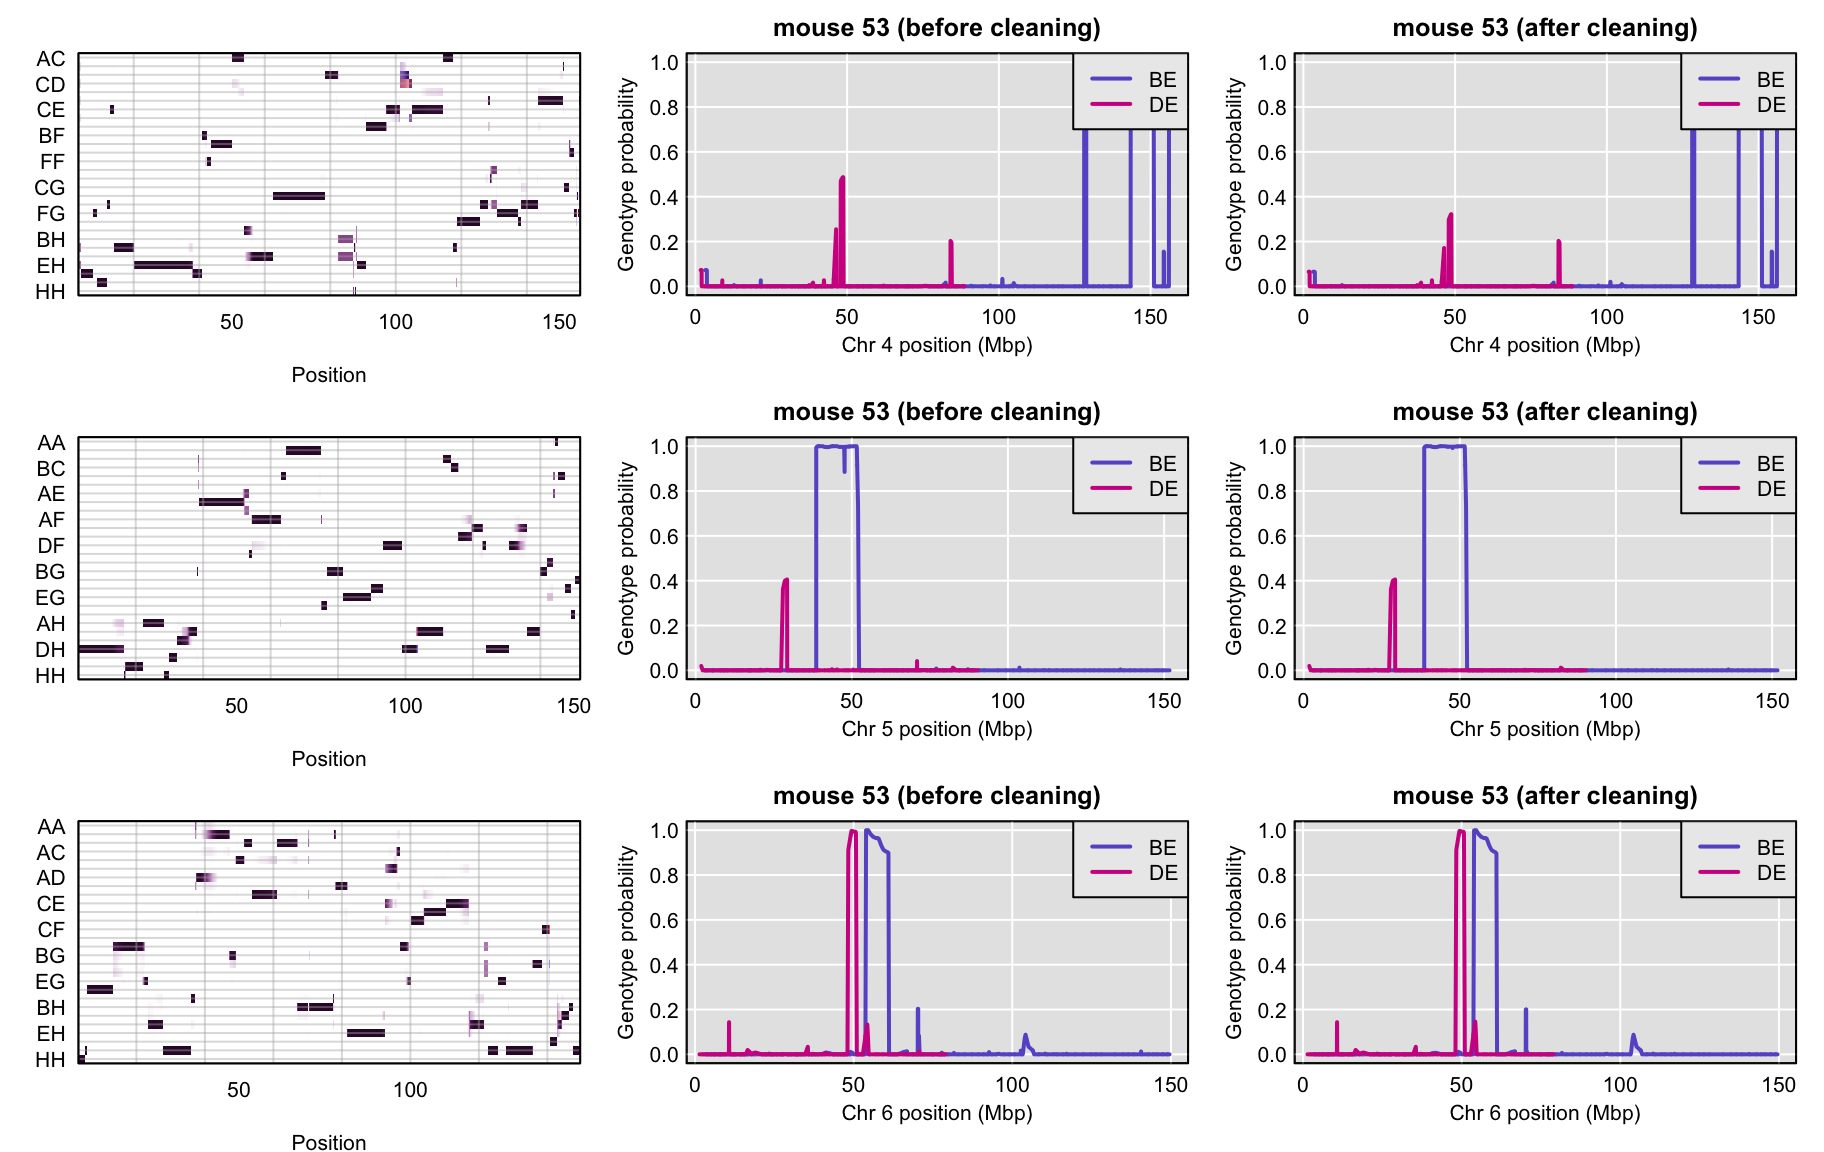 AC
CD
CE
BF
FF
CG
FG
BH
EH
HH
50 100 150
Position
mouse 53 (before cleaning)
Genotype probability
1.0
0.8
0.6
0.4
0.2
0.0
BE
DE
0 50 100 150
Chr 4 position (Mbp)
mouse 53 (after cleaning)
Genotype probability
1.0
0.8
0.6
0.4
0.2
0.0
BE
DE
0 50 100 150
Chr 4 position (Mbp)
AA
BC
AE
AF
DF
BG
EG
AH
DH
HH
50 100 150
Position
mouse 53 (before cleaning)
Genotype probability
1.0
0.8
0.6
0.4
0.2
0.0
BE
DE
0 50 100 150
Chr 5 position (Mbp)
mouse 53 (after cleaning)
Genotype probability
1.0
0.8
0.6
0.4
0.2
0.0
BE
DE
0 50 100 150
Chr 5 position (Mbp)
AA
AC
AD
CE
CF
BG
EG
BH
EH
HH
50 100
Position
mouse 53 (before cleaning)
Genotype probability
1.0
0.8
0.6
0.4
0.2
0.0
BE
DE
0 50 100 150
Chr 6 position (Mbp)
mouse 53 (after cleaning)
Genotype probability
1.0
0.8
0.6
0.4
0.2
0.0
BE
DE
0 50 100 150
Chr 6 position (Mbp)